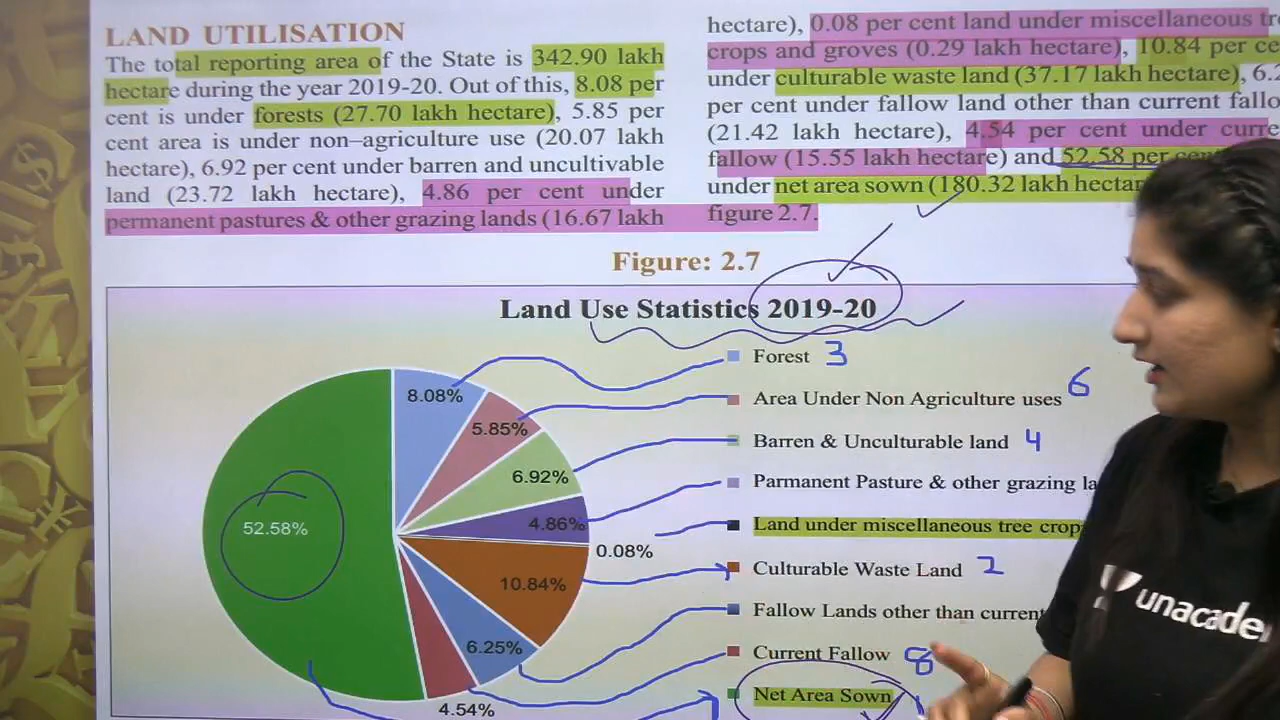 LAND UTILISATION
The total reporting area of the State is 342.90 lakh
hectare during the year 2019-20. Out of this, 8.08 per
cent is under forests (27.70 lakh hectare), 5.85 per
cent area is under non–agriculture use (20.07 lakh
hectare), 6.92 per cent under barren and uncultivable
land (23.72 lakh hectare), 4.86 per cent under
permanent pastures & other grazing lands (16.67 lakh
hectare), 0.08 per cent land under miscellaneous
crops and groves (0.29 lakh hectare), 10.84 per
under culturable waste land (37.17 lakh hectare),
per cent under fallow land other than current
(21.42 lakh hectare), 4.54 per cent under
fallow (15.55 lakh hectare) and 52.58 per
under net area sown (180.32 lakh
figure 2.7.
Figure: 2.7
Land Use Statistics 2019-20
8.08%
5.85%
6.92%
4.86%
0.08%
10.84%
6.25%
4.54%
52.58%
Forest 3
Area Under Non Agriculture uses 6
Barren & Unculturable land 4
Parmanent Pasture & other grazing
Land under miscellaneous tree
Culturable Waste Land 2
Fallow Lands other than current
Current Fallow 8
Net Area Sown